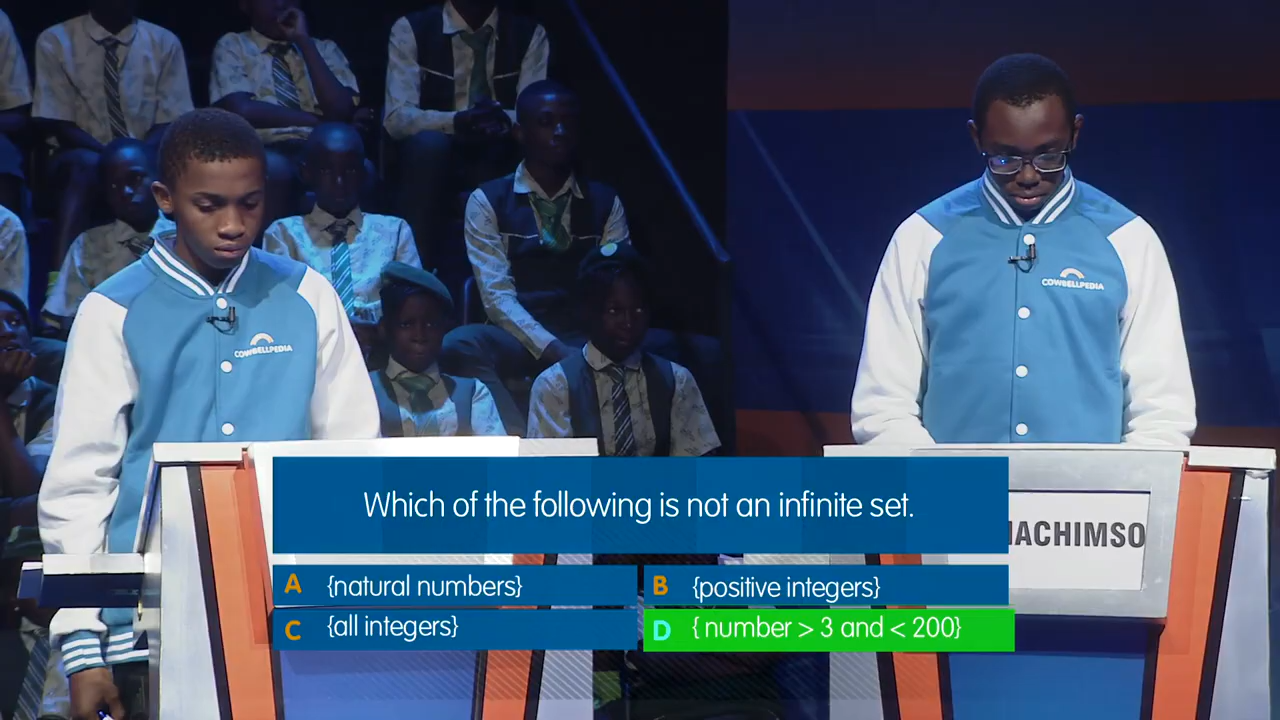 COWBELLPEDIA
COWBELLPEDIA
Which of the following is not an infinite set.
A {natural numbers}
B {positive integers}
C {all integers}
D { number > 3 and < 200}
ACHIMSO